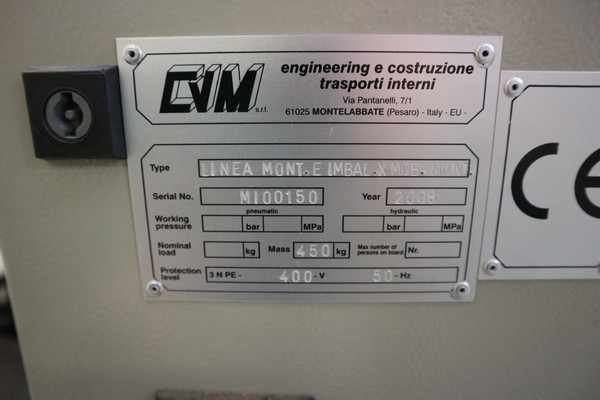 CVM s.r.l.
engineering e costruzione
trasporti interni
Via Pantanelli, 7/1
61025 MONTELABBATE (Pesaro) - Italy - EU -
Type LINEA MONT.E IMBAL.X MOB.MONT.
Serial No. MI00150 Year 2008
pneumatic hydraulic
Working pressure bar MPa bar MPa
Nominal load kg Mass 450 kg Max number of persons on board Nr.
Protection level 3 N PE - 400 - V 50 - Hz
CE